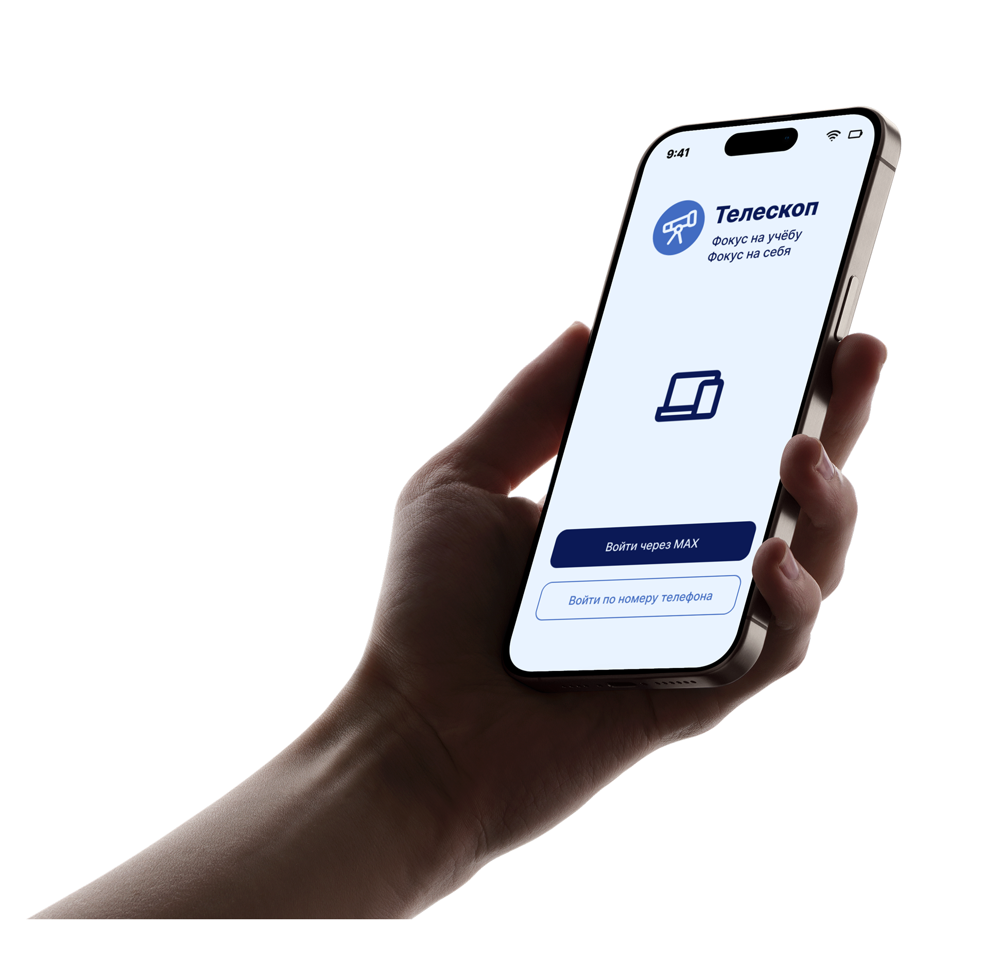 9:41
Телескоп
Фокус на учёбу
Фокус на себя
Войти через MAX
Войти по номеру телефона